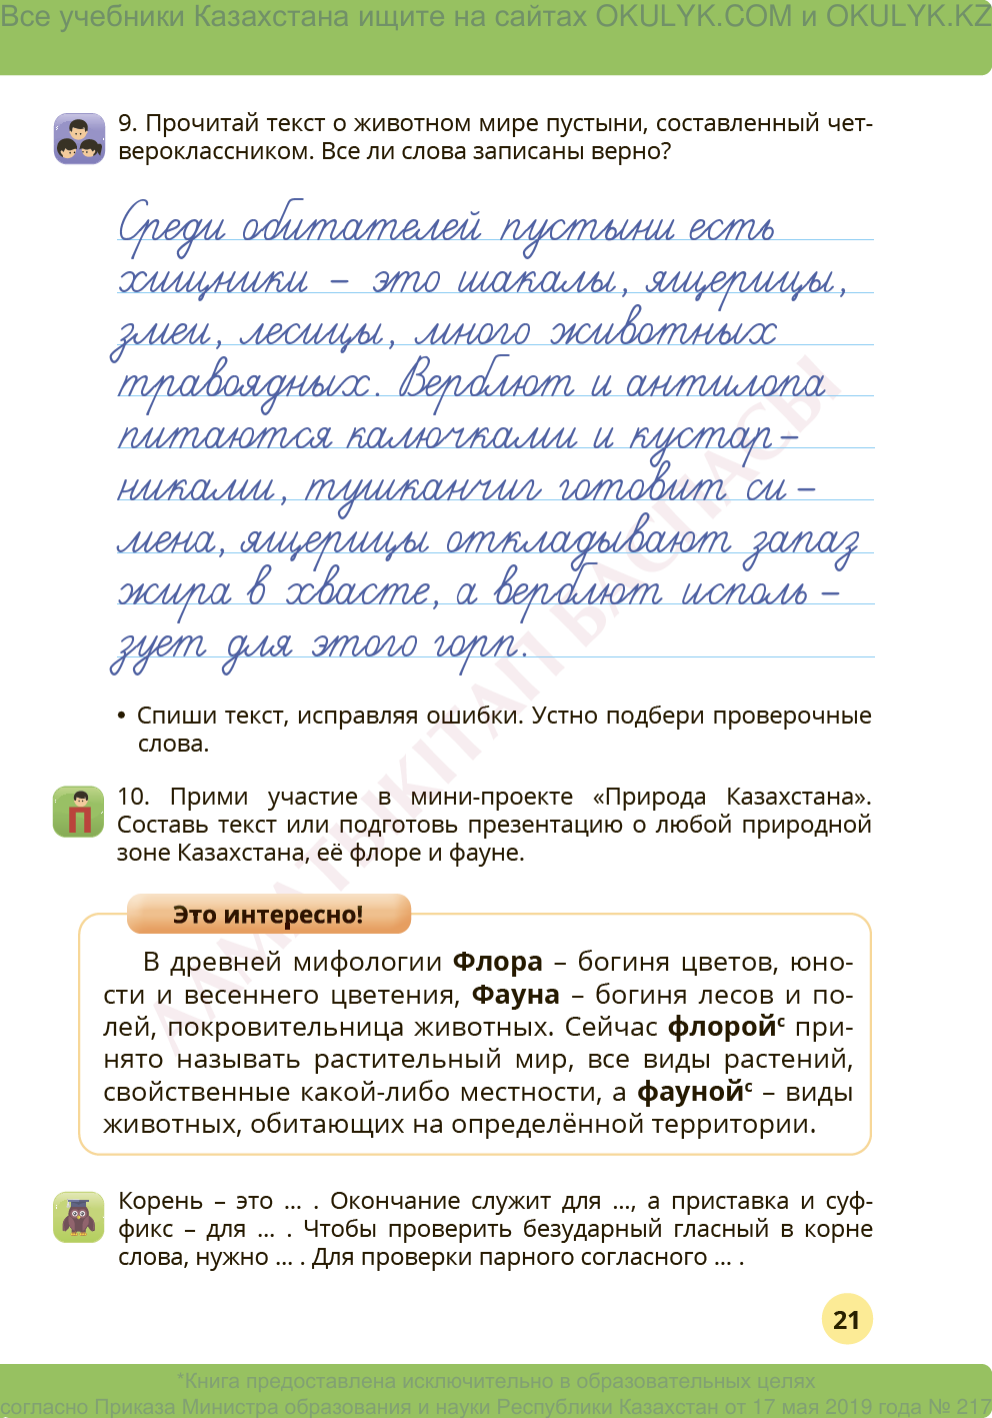 Все учебники Казахстана ищите на сайтах OKULYK.COM и OKULYK.KZ
9. Прочитай текст о животном мире пустыни, составленный чет-
вероклассником. Все ли слова записаны верно?
Среди обитателей пустыни есть
хищники – это шакалы, ящерицы,
змеи, лесицы, много животных
травоядных. Верблют и антилопа
питаются калючками и кустар-
никами, тушканчиг готовит си-
мена, ящерицы откладывают запаз
жира в хвасте, а верблют исполь-
зует для этого горп.
• Спиши текст, исправляя ошибки. Устно подбери проверочные
слова.
10. Прими участие в мини-проекте «Природа Казахстана».
Составь текст или подготовь презентацию о любой природной
зоне Казахстана, её флоре и фауне.
Это интересно!
В древней мифологии Флора – богиня цветов, юно-
сти и весеннего цветения, Фауна – богиня лесов и по-
лей, покровительница животных. Сейчас флоройᶜ при-
нято называть растительный мир, все виды растений,
свойственные какой-либо местности, а фаунойᶜ – виды
животных, обитающих на определённой территории.
Корень – это ... . Окончание служит для ..., а приставка и суф-
фикс – для ... . Чтобы проверить безударный гласный в корне
слова, нужно ... . Для проверки парного согласного ... .
21
АЛМАТЫКІТАП БАСПАСЫ
*Книга предоставлена исключительно в образовательных целях
согласно Приказа Министра образования и науки Республики Казахстан от 17 мая 2019 года № 217